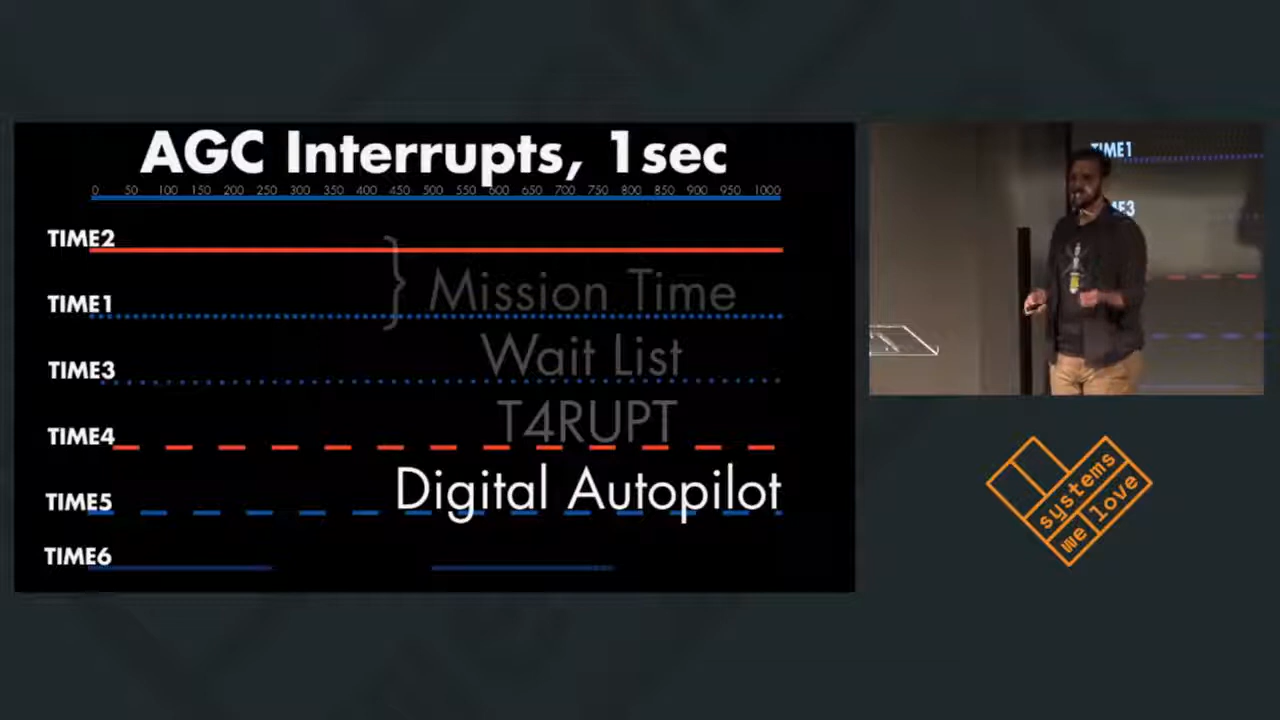 AGC Interrupts, 1sec
0 50 100 150 200 250 300 350 400 450 500 550 600 650 700 750 800 850 900 950 1000
TIME2
TIME1
} Mission Time
TIME3
Wait List
TIME4
T4RUPT
TIME5
Digital Autopilot
TIME6
TIME1
ME3
systems
we love